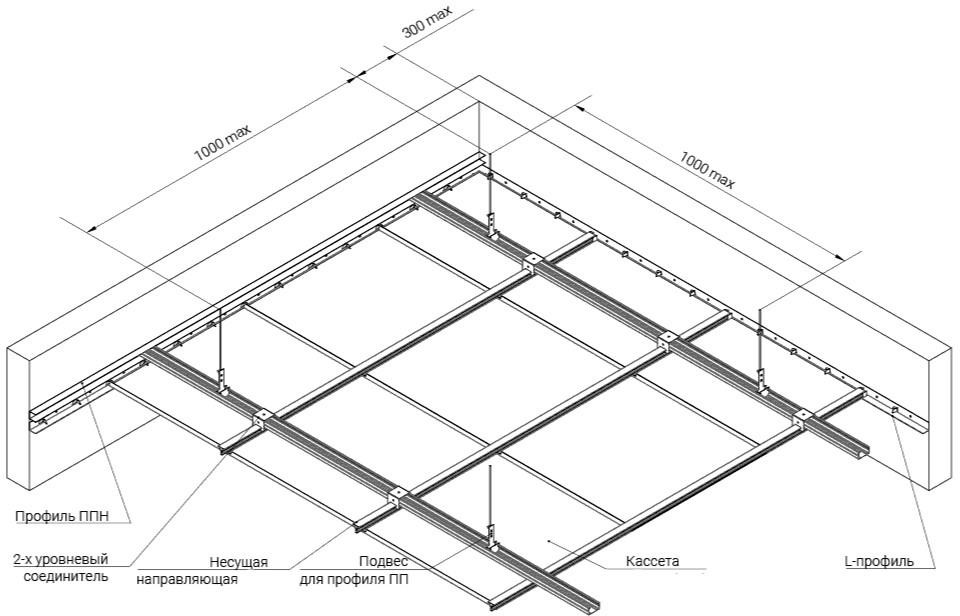 300 max
1000 max
1000 max
Профиль ППН
2-х уровневый
соединитель
Несущая
направляющая
Подвес
для профиля ПП
Кассета
L-профиль